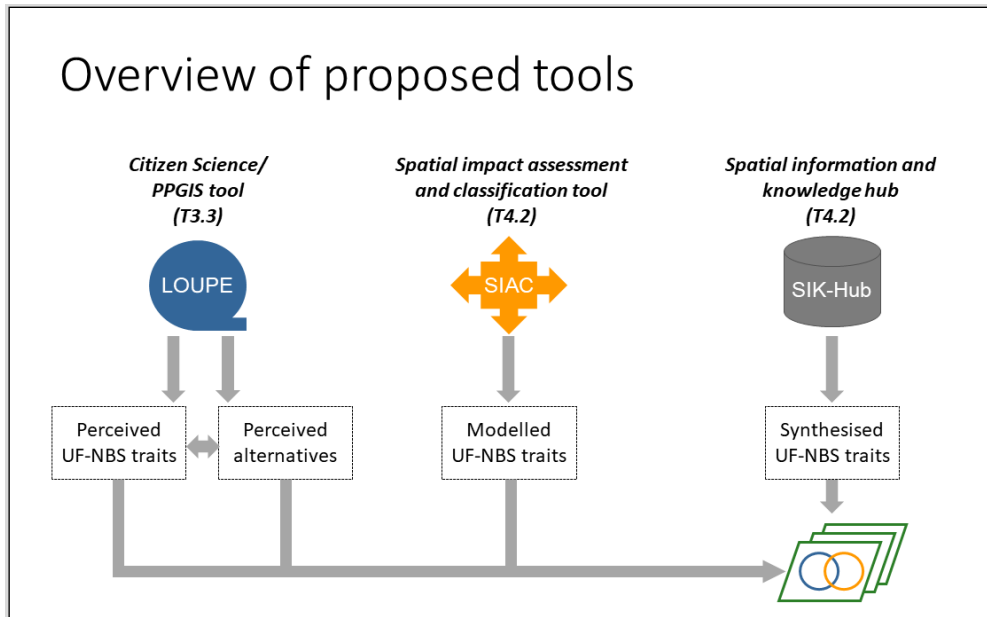 Overview of proposed tools
Citizen Science/
PPGIS tool
(T3.3)
Spatial impact assessment
and classification tool
(T4.2)
Spatial information and
knowledge hub
(T4.2)
LOUPE
SIAC
SIK-Hub
Perceived
UF-NBS traits
Perceived
alternatives
Modelled
UF-NBS traits
Synthesised
UF-NBS traits